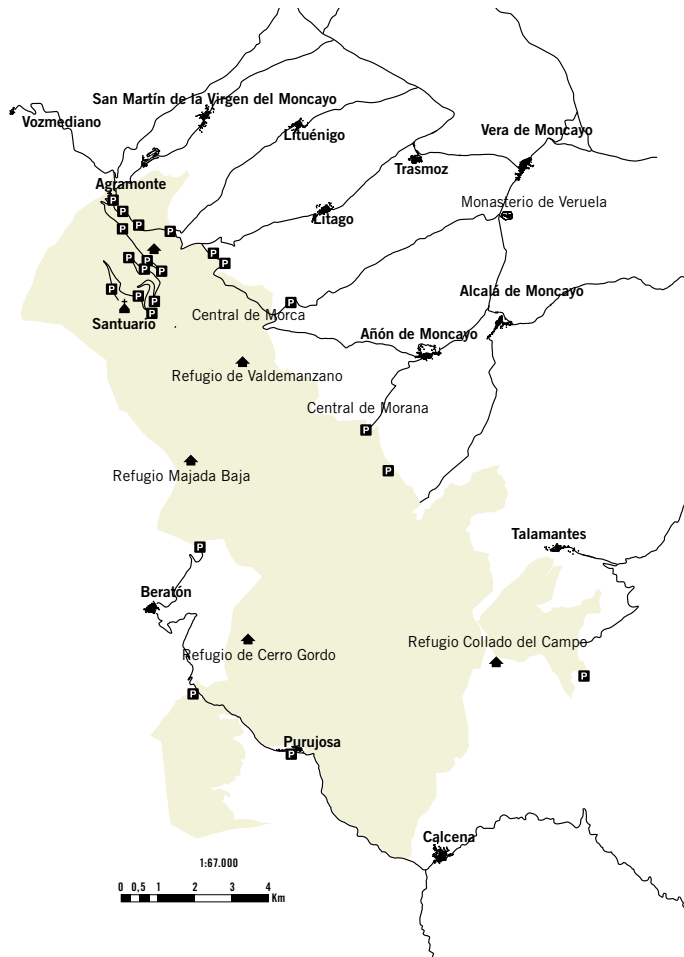 San Martín de la Virgen del Moncayo
Vozmediano
Lituénigo
Vera de Moncayo
Trasmoz
Agramonte
P
P
Monasterio de Veruela
Litago
P
P
P
P
P
P
P
P
P
P
Alcalá de Moncayo
P
P
P
P
Central de Morca
P
Santuario
Añón de Moncayo
Refugio de Valdemanzano
Central de Morana
P
Refugio Majada Baja
P
Talamantes
P
Beratón
Refugio Collado del Campo
Refugio de Cerro Gordo
P
P
Purujosa
P
Calcena
1:67.000
0 0,5 1 2 3 4
Km